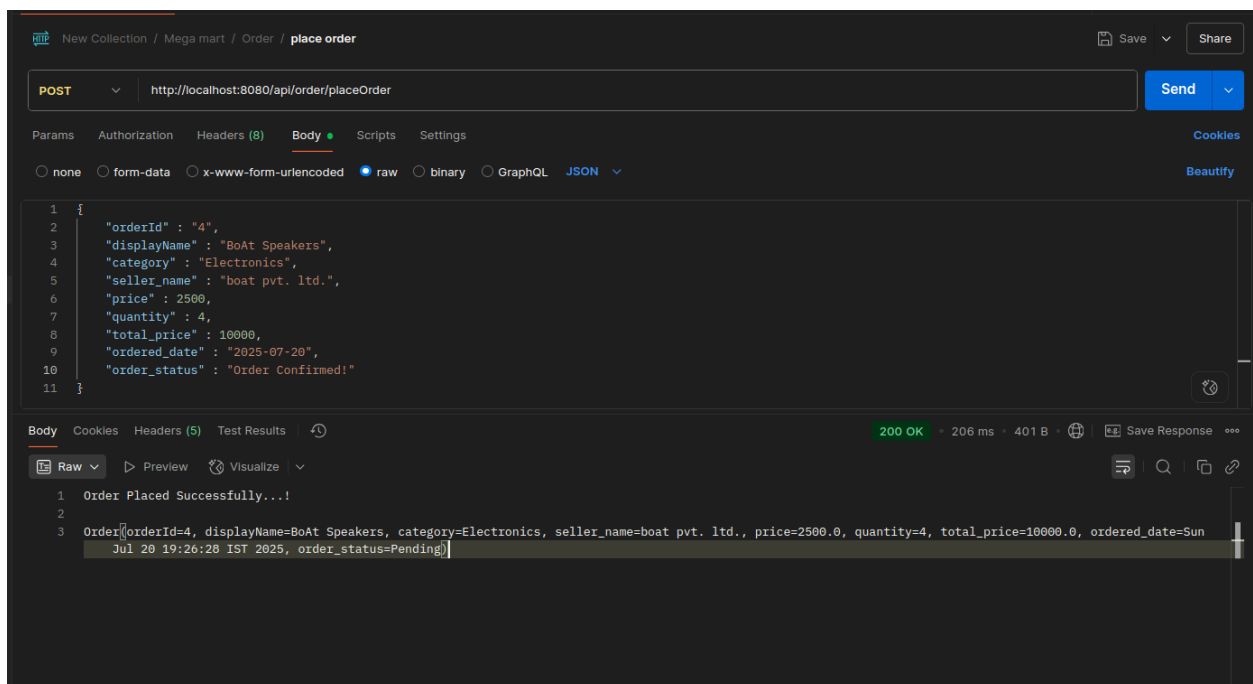 HTTP New Collection / Mega mart / Order / place order Save Share
POST http://localhost:8080/api/order/placeOrder Send
Params Authorization Headers (8) Body Scripts Settings Cookies
none form-data x-www-form-urlencoded raw binary GraphQL JSON Beautify
1 {
2 "orderId" : "4",
3 "displayName" : "BoAt Speakers",
4 "category" : "Electronics",
5 "seller_name" : "boat pvt. ltd.",
6 "price" : 2500,
7 "quantity" : 4,
8 "total_price" : 10000,
9 "ordered_date" : "2025-07-20",
10 "order_status" : "Order Confirmed!"
11 }
Body Cookies Headers (5) Test Results 200 OK • 206 ms • 401 B • e.g. Save Response
Raw Preview Visualize
1 Order Placed Successfully...!
2
3 Order(orderId=4, displayName=BoAt Speakers, category=Electronics, seller_name=boat pvt. ltd., price=2500.0, quantity=4, total_price=10000.0, ordered_date=Sun
Jul 20 19:26:28 IST 2025, order_status=Pending)